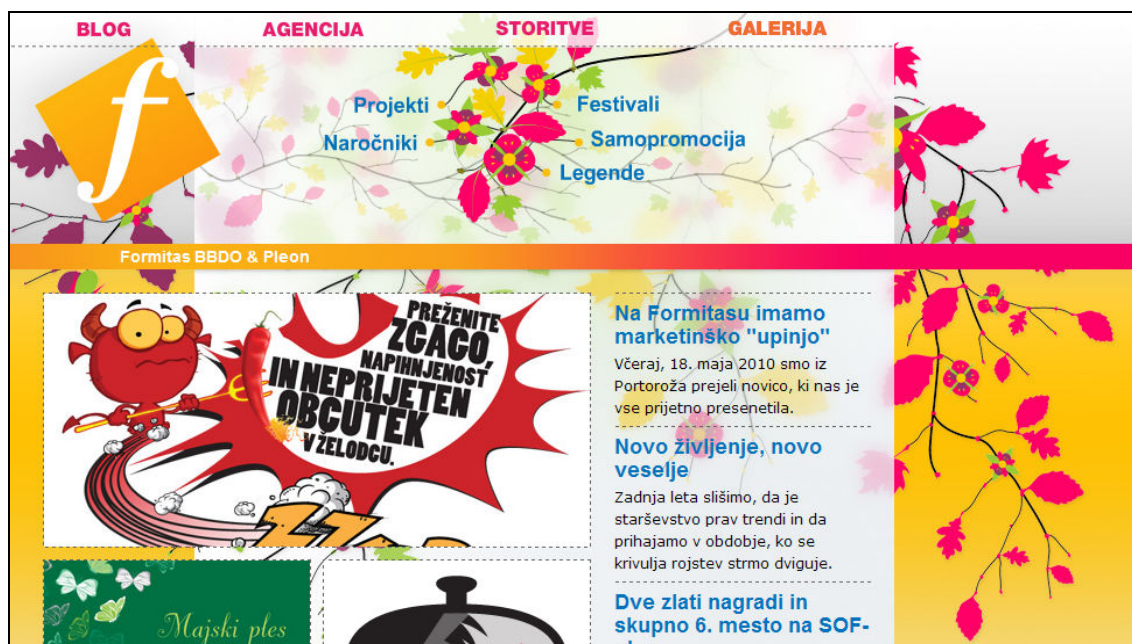 BLOG
AGENCIJA
STORITVE
GALERIJA
f
Projekti
Festivali
Naročniki
Samopromocija
Legende
Formitas BBDO & Pleon
PREŽENITE
ZGAGO,
NAPIHNJENOST
IN NEPRIJETEN
OBČUTEK
V ŽELODCU.
Na Formitasu imamo
marketinško "upinjo"
Včeraj, 18. maja 2010 smo iz
Portoroža prejeli novico, ki nas je
vse prijetno presenetila.
Novo življenje, novo
veselje
Zadnja leta slišimo, da je
starševstvo prav trendi in da
prihajamo v obdobje, ko se
krivulja rojstev strmo dviguje.
Dve zlati nagradi in
skupno 6. mesto na SOF-
Majski ples